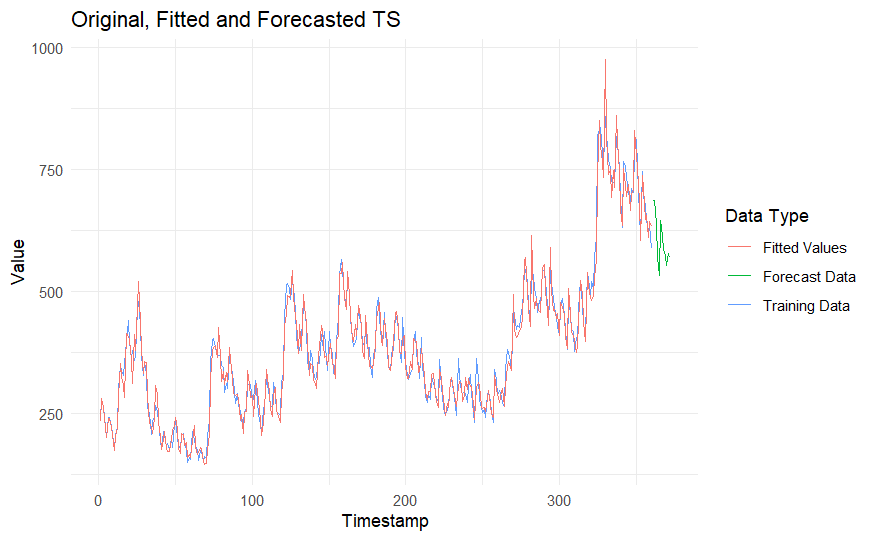 Original, Fitted and Forecasted TS
1000
750
500
250
Value
0
100
200
300
Timestamp
Data Type
Fitted Values
Forecast Data
Training Data